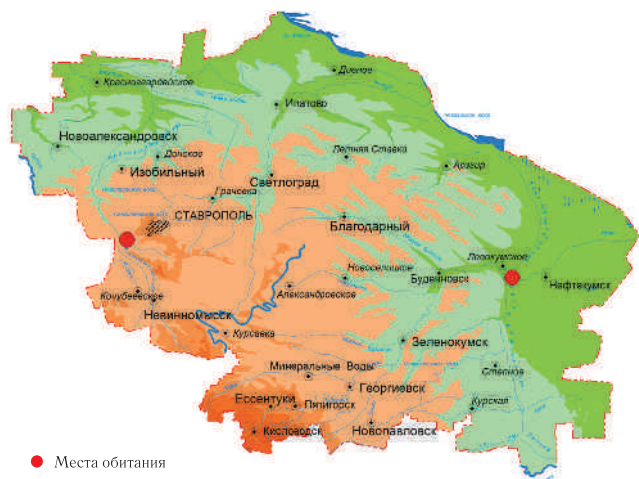 Дивное
Красногвардейское
Ипатово
Новоалександровск
Донское
Летняя Ставка
Арзгир
Изобильный
Светлоград
Грачевка
СТАВРОПОЛЬ
Благодарный
Левокумское
Новоселицкое
Буденновск
Нефтекумск
Кочубеевское
Александровское
Невинномысск
Курсавка
Зеленокумск
Минеральные Воды
Степное
Георгиевск
Ессентуки
Пятигорск
Курская
Кисловодск
Новопавловск
Места обитания